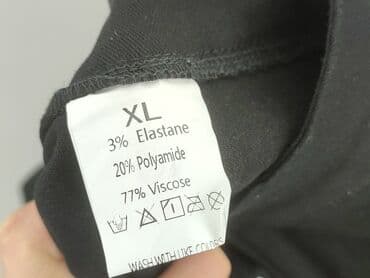 XL
3% Elastane
20% Polyamide
77% Viscose
WASH WITH LIKE COLORS